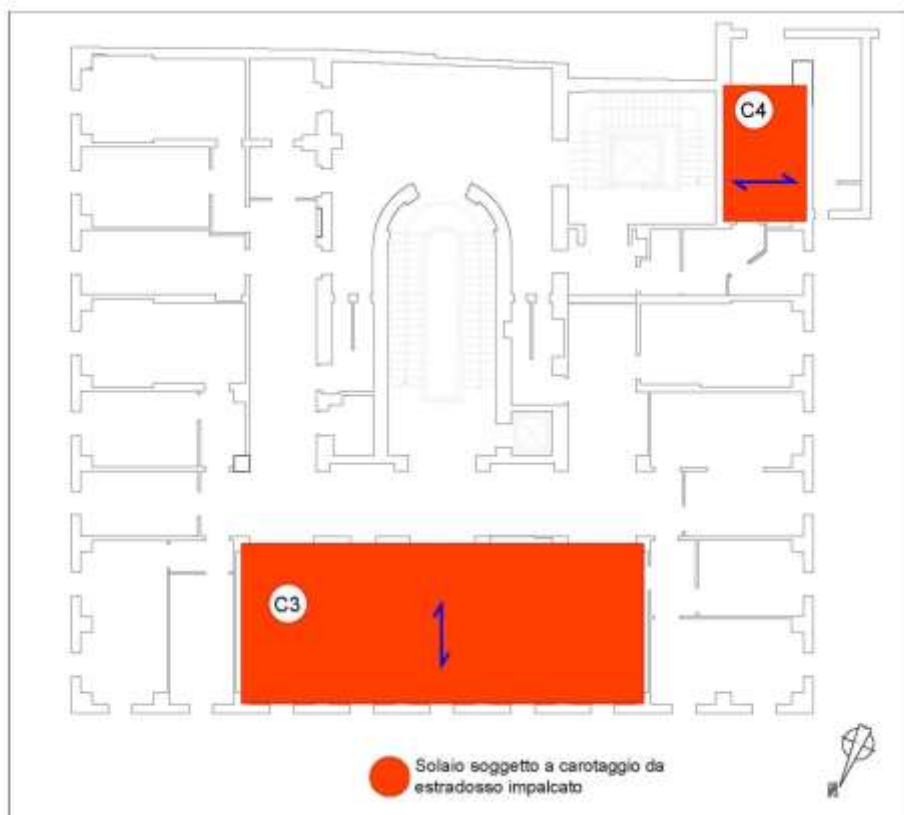 C4
C3
Solaio soggetto a carotaggio da
estradosso impalcato
N